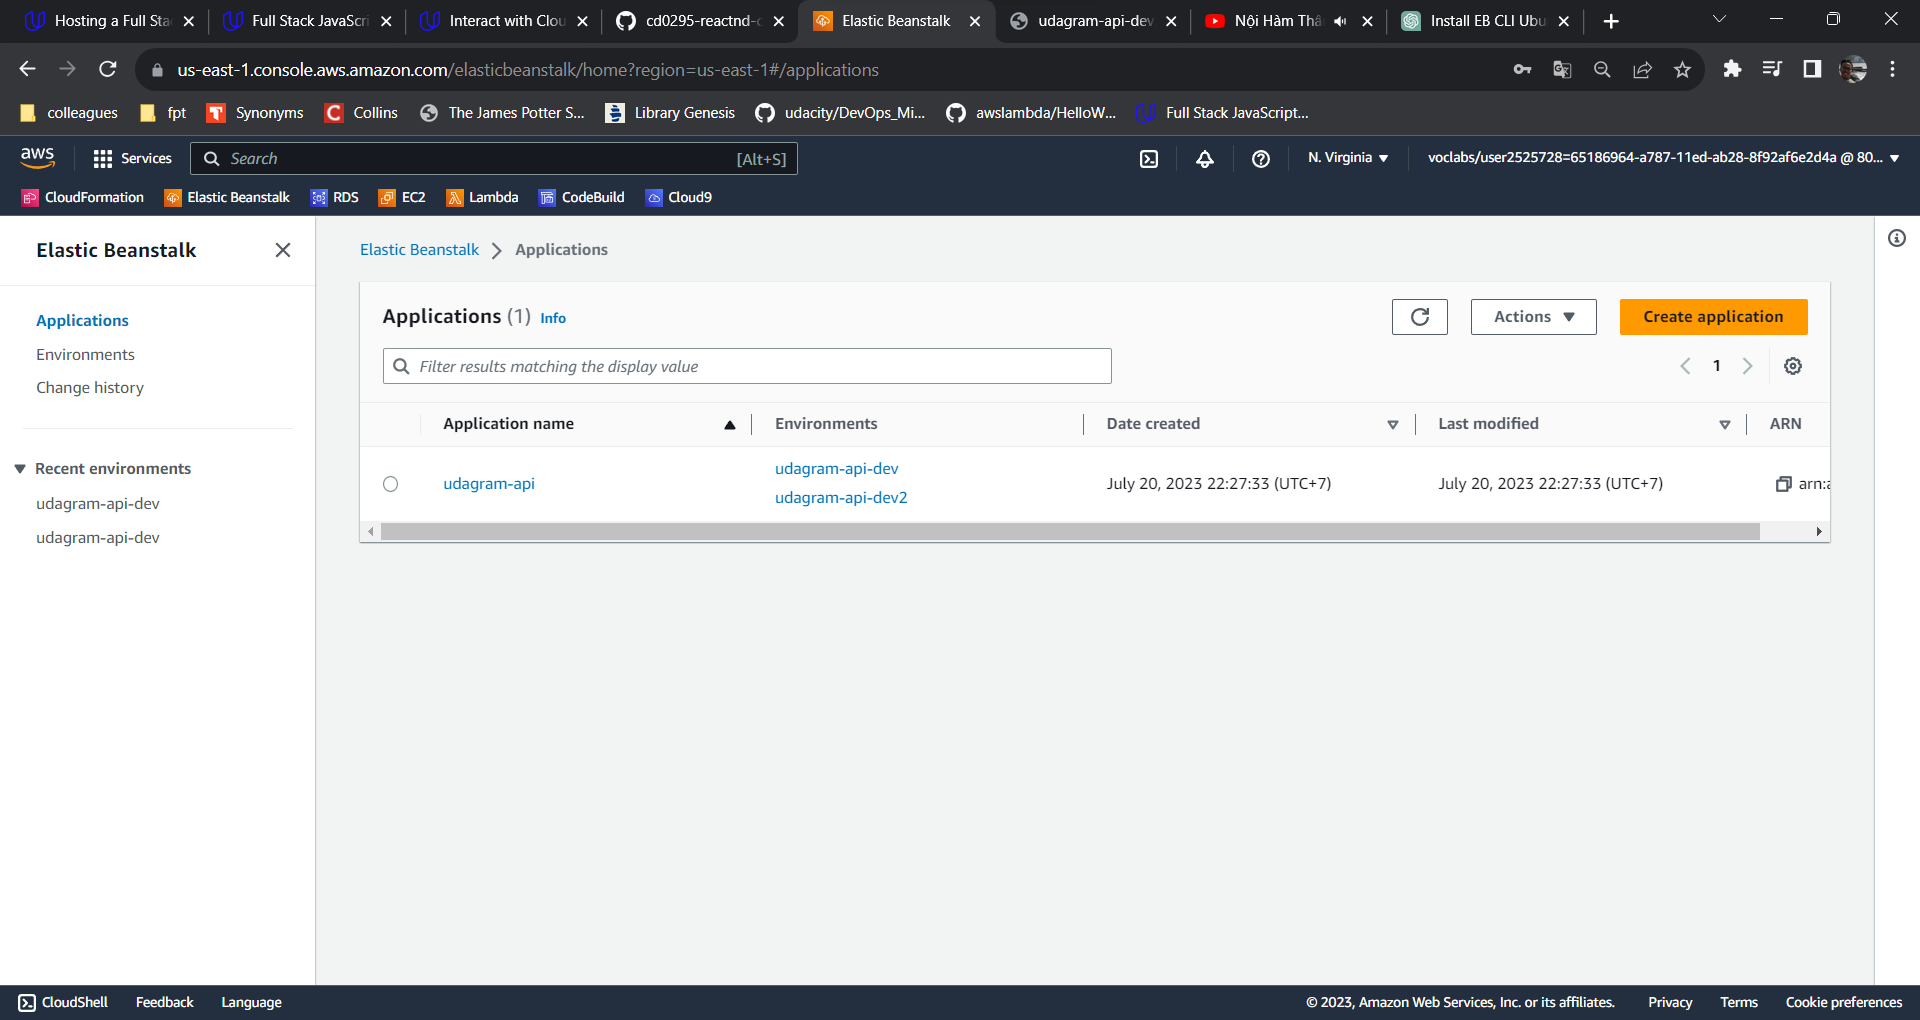 Hosting a Full Sta
Full Stack JavaScri
Interact with Clou
cd0295-reactnd-c
Elastic Beanstalk
udagram-api-dev
Nội Hàm Thâ
Install EB CLI Ubu
us-east-1.console.aws.amazon.com/elasticbeanstalk/home?region=us-east-1#/applications
colleagues
fpt
Synonyms
Collins
The James Potter S...
Library Genesis
udacity/DevOps_Mi...
awslambda/HelloW...
Full Stack JavaScript...
aws
Services
Search
[Alt+S]
N. Virginia
voclabs/user2525728=65186964-a787-11ed-ab28-8f92af6e2d4a @ 80...
CloudFormation
Elastic Beanstalk
RDS
EC2
Lambda
CodeBuild
Cloud9
Elastic Beanstalk
Applications
Environments
Change history
Recent environments
udagram-api-dev
udagram-api-dev
Elastic Beanstalk
Applications
Applications (1) Info
Actions
Create application
Filter results matching the display value
1
Application name
Environments
Date created
Last modified
ARN
udagram-api
udagram-api-dev
udagram-api-dev2
July 20, 2023 22:27:33 (UTC+7)
July 20, 2023 22:27:33 (UTC+7)
arn:a
CloudShell
Feedback
Language
© 2023, Amazon Web Services, Inc. or its affiliates.
Privacy
Terms
Cookie preferences